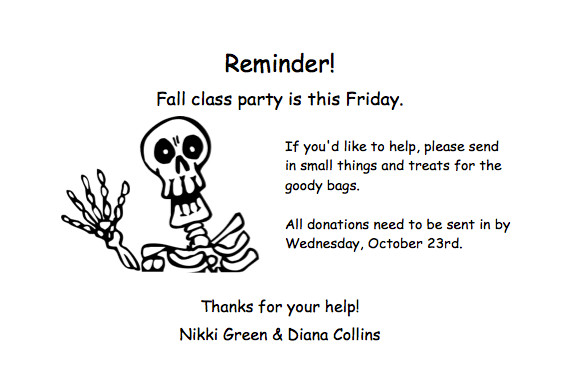 Reminder!
Fall class party is this Friday.
If you'd like to help, please send
in small things and treats for the
goody bags.
All donations need to be sent in by
Wednesday, October 23rd.
Thanks for your help!
Nikki Green & Diana Collins